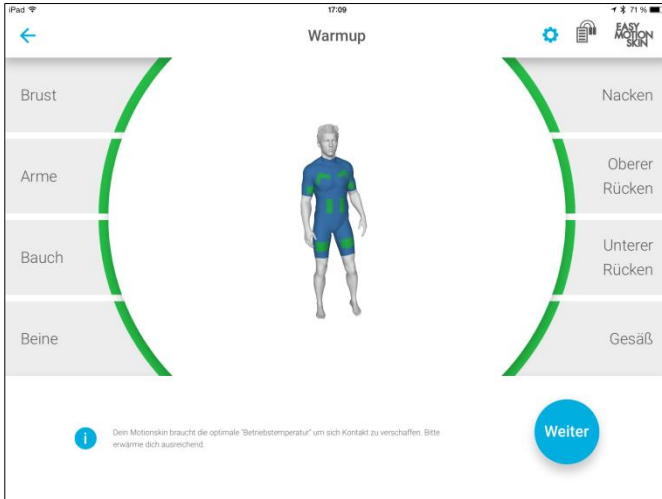 iPad 17:09 71 %
Warmup
EASY
MOTION
SKIN
Brust
Arme
Bauch
Beine
Nacken
Oberer
Rücken
Unterer
Rücken
Gesäß
i
Dein Motionskin braucht die optimale "Betriebstemperatur" um sich Kontakt zu verschaffen. Bitte
erwärme dich ausreichend.
Weiter